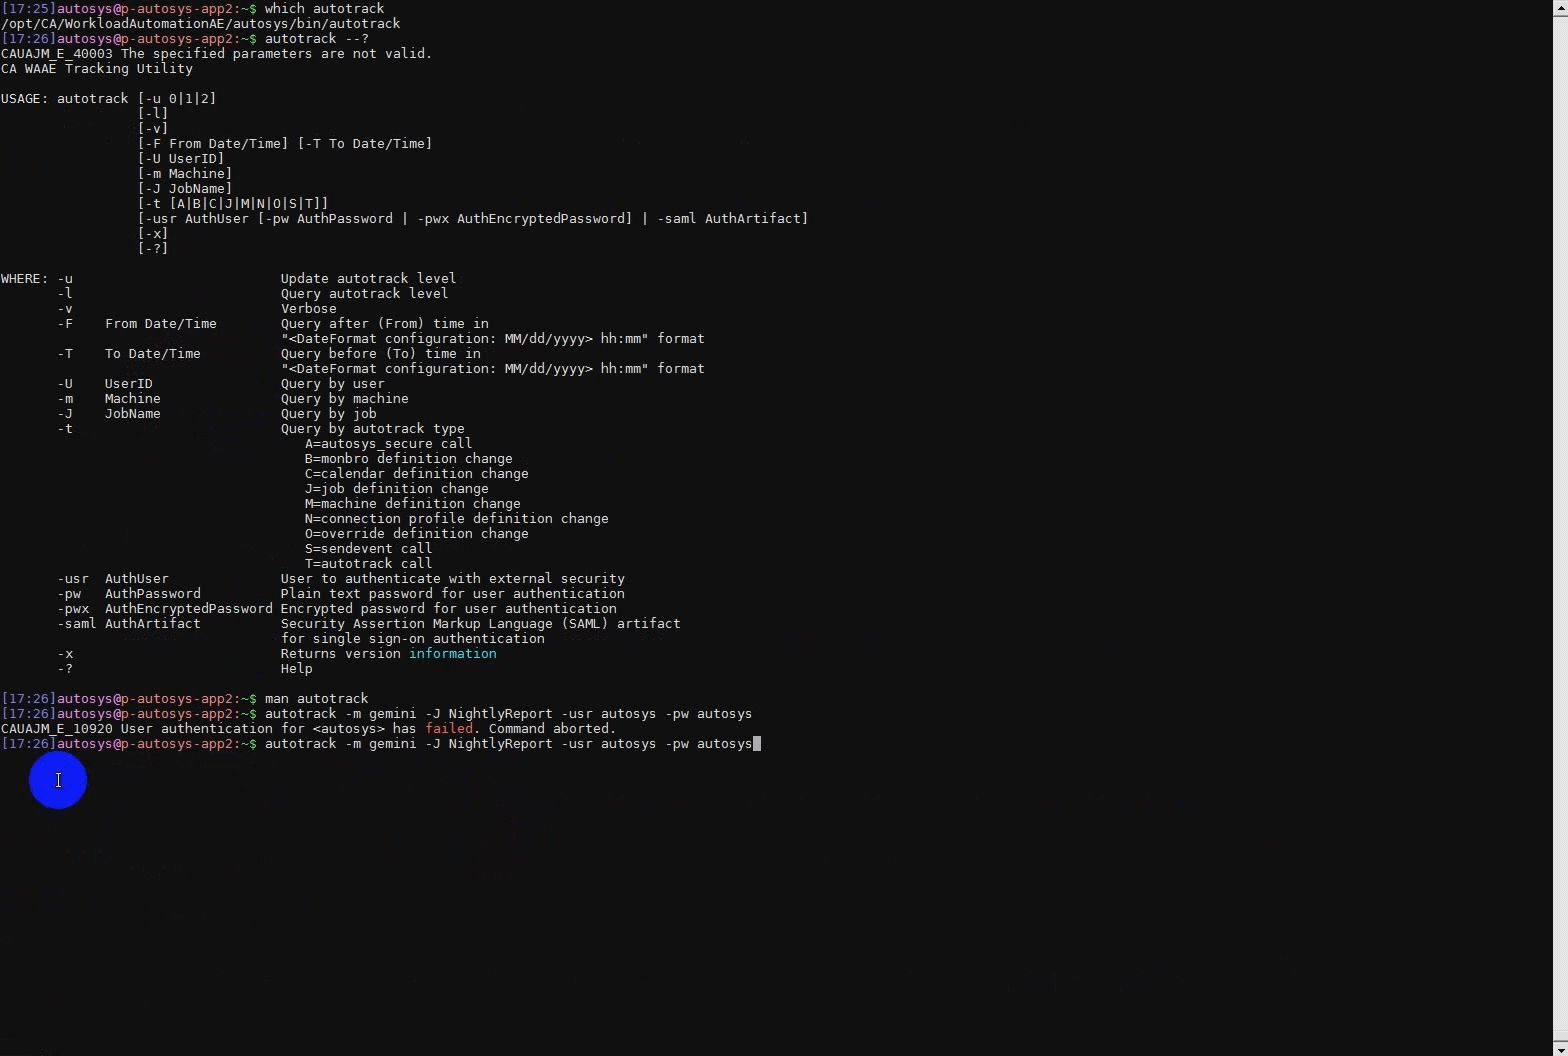 [17:25]autosys@p-autosys-app2:~$ which autotrack
/opt/CA/WorkloadAutomationAE/autosys/bin/autotrack
[17:26]autosys@p-autosys-app2:~$ autotrack --?
CAUAJM_E_40003 The specified parameters are not valid.
CA WAAE Tracking Utility

USAGE: autotrack [-u 0|1|2]
                 [-l]
                 [-v]
                 [-F From Date/Time] [-T To Date/Time]
                 [-U UserID]
                 [-m Machine]
                 [-J JobName]
                 [-t [A|B|C|J|M|N|O|S|T]]
                 [-usr AuthUser [-pw AuthPassword | -pwx AuthEncryptedPassword] | -saml AuthArtifact]
                 [-x]
                 [-?]

WHERE: -u                          Update autotrack level
       -l                          Query autotrack level
       -v                          Verbose
       -F    From Date/Time        Query after (From) time in
                                   "<DateFormat configuration: MM/dd/yyyy> hh:mm" format
       -T    To Date/Time          Query before (To) time in
                                   "<DateFormat configuration: MM/dd/yyyy> hh:mm" format
       -U    UserID                Query by user
       -m    Machine               Query by machine
       -J    JobName               Query by job
       -t                          Query by autotrack type
                                      A=autosys_secure call
                                      B=monbro definition change
                                      C=calendar definition change
                                      J=job definition change
                                      M=machine definition change
                                      N=connection profile definition change
                                      O=override definition change
                                      S=sendevent call
                                      T=autotrack call
       -usr  AuthUser              User to authenticate with external security
       -pw   AuthPassword          Plain text password for user authentication
       -pwx  AuthEncryptedPassword Encrypted password for user authentication
       -saml AuthArtifact          Security Assertion Markup Language (SAML) artifact
                                   for single sign-on authentication
       -x                          Returns version information
       -?                          Help

[17:26]autosys@p-autosys-app2:~$ man autotrack
[17:26]autosys@p-autosys-app2:~$ autotrack -m gemini -J NightlyReport -usr autosys -pw autosys
CAUAJM_E_10920 User authentication for <autosys> has failed. Command aborted.
[17:26]autosys@p-autosys-app2:~$ autotrack -m gemini -J NightlyReport -usr autosys -pw autosys